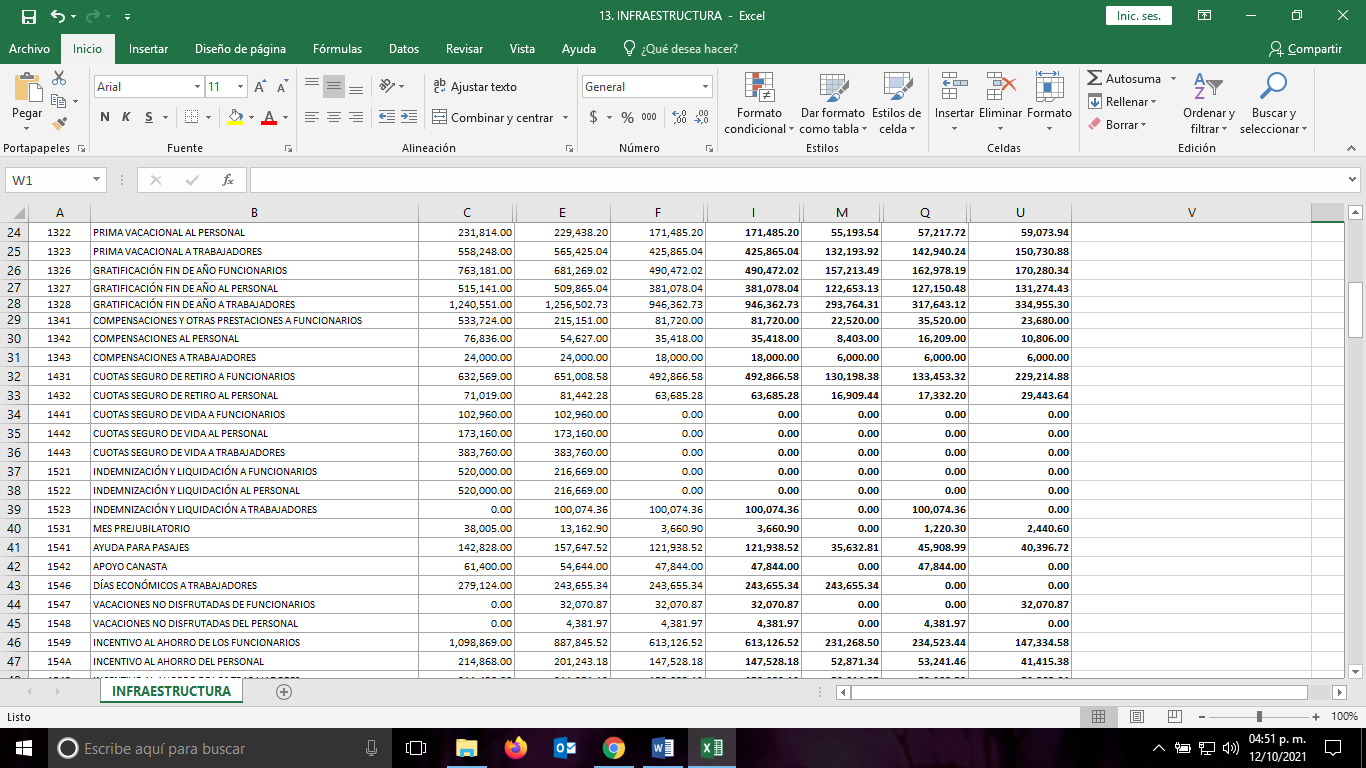 13. INFRAESTRUCTURA - Excel
Inic. ses.
Archivo Inicio Insertar Diseño de página Fórmulas Datos Revisar Vista Ayuda ¿Qué desea hacer? Compartir
Pegar
Portapapeles
Arial 11
N K S
Fuente
Ajustar texto
Combinar y centrar
Alineación
General
$ % 000
Número
Formato condicional
Dar formato como tabla
Estilos de celda
Estilos
Insertar Eliminar Formato
Celdas
Autosuma
Rellenar
Borrar
Ordenar y filtrar
Buscar y seleccionar
Edición
W1 fx
A B C E F I M Q U V
24 1322 PRIMA VACACIONAL AL PERSONAL 231,814.00 229,438.20 171,485.20 171,485.20 55,193.54 57,217.72 59,073.94
25 1323 PRIMA VACACIONAL A TRABAJADORES 558,248.00 565,425.04 425,865.04 425,865.04 132,193.92 142,940.24 150,730.88
26 1326 GRATIFICACIÓN FIN DE AÑO FUNCIONARIOS 763,181.00 681,269.02 490,472.02 490,472.02 157,213.49 162,978.19 170,280.34
27 1327 GRATIFICACIÓN FIN DE AÑO AL PERSONAL 515,141.00 509,865.04 381,078.04 381,078.04 122,653.13 127,150.48 131,274.43
28 1328 GRATIFICACIÓN FIN DE AÑO A TRABAJADORES 1,240,551.00 1,256,502.73 946,362.73 946,362.73 293,764.31 317,643.12 334,955.30
29 1341 COMPENSACIONES Y OTRAS PRESTACIONES A FUNCIONARIOS 533,724.00 215,151.00 81,720.00 81,720.00 22,520.00 35,520.00 23,680.00
30 1342 COMPENSACIONES AL PERSONAL 76,836.00 54,627.00 35,418.00 35,418.00 8,403.00 16,209.00 10,806.00
31 1343 COMPENSACIONES A TRABAJADORES 24,000.00 24,000.00 18,000.00 18,000.00 6,000.00 6,000.00 6,000.00
32 1431 CUOTAS SEGURO DE RETIRO A FUNCIONARIOS 632,569.00 651,008.58 492,866.58 492,866.58 130,198.38 133,453.32 229,214.88
33 1432 CUOTAS SEGURO DE RETIRO AL PERSONAL 71,019.00 81,442.28 63,685.28 63,685.28 16,909.44 17,332.20 29,443.64
34 1441 CUOTAS SEGURO DE VIDA A FUNCIONARIOS 102,960.00 102,960.00 0.00 0.00 0.00 0.00 0.00
35 1442 CUOTAS SEGURO DE VIDA AL PERSONAL 173,160.00 173,160.00 0.00 0.00 0.00 0.00 0.00
36 1443 CUOTAS SEGURO DE VIDA A TRABAJADORES 383,760.00 383,760.00 0.00 0.00 0.00 0.00 0.00
37 1521 INDEMNIZACIÓN Y LIQUIDACIÓN A FUNCIONARIOS 520,000.00 216,669.00 0.00 0.00 0.00 0.00 0.00
38 1522 INDEMNIZACIÓN Y LIQUIDACIÓN AL PERSONAL 520,000.00 216,669.00 0.00 0.00 0.00 0.00 0.00
39 1523 INDEMNIZACIÓN Y LIQUIDACIÓN A TRABAJADORES 0.00 100,074.36 100,074.36 100,074.36 0.00 100,074.36 0.00
40 1531 MES PREJUBILATORIO 38,005.00 13,162.90 3,660.90 3,660.90 0.00 1,220.30 2,440.60
41 1541 AYUDA PARA PASAJES 142,828.00 157,647.52 121,938.52 121,938.52 35,632.81 45,908.99 40,396.72
42 1542 APOYO CANASTA 61,400.00 54,644.00 47,844.00 47,844.00 0.00 47,844.00 0.00
43 1546 DÍAS ECONÓMICOS A TRABAJADORES 279,124.00 243,655.34 243,655.34 243,655.34 243,655.34 0.00 0.00
44 1547 VACACIONES NO DISFRUTADAS DE FUNCIONARIOS 0.00 32,070.87 32,070.87 32,070.87 0.00 0.00 32,070.87
45 1548 VACACIONES NO DISFRUTADAS DEL PERSONAL 0.00 4,381.97 4,381.97 4,381.97 0.00 4,381.97 0.00
46 1549 INCENTIVO AL AHORRO DE LOS FUNCIONARIOS 1,098,869.00 887,845.52 613,126.52 613,126.52 231,268.50 234,523.44 147,334.58
47 154A INCENTIVO AL AHORRO DEL PERSONAL 214,868.00 201,243.18 147,528.18 147,528.18 52,871.34 53,241.46 41,415.38
INFRAESTRUCTURA
Listo 100%
Escribe aquí para buscar
04:51 p. m.
12/10/2021